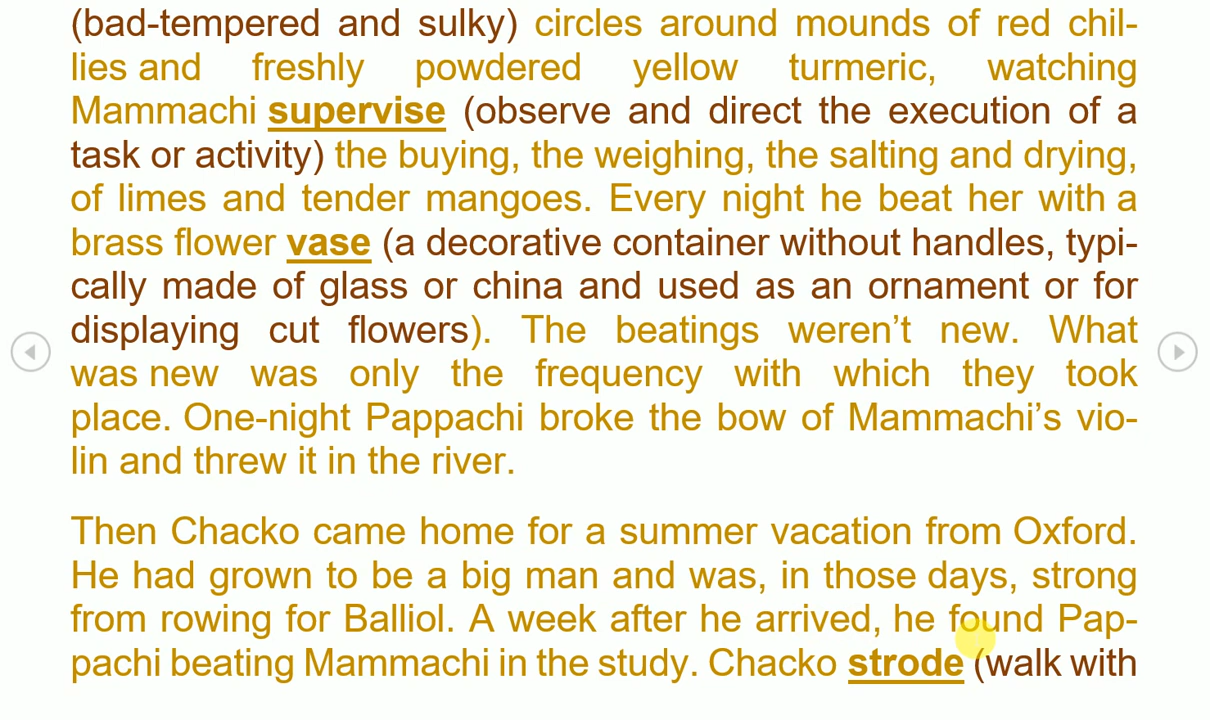 (bad-tempered and sulky) circles around mounds of red chil-
lies and freshly powdered yellow turmeric, watching
Mammachi supervise (observe and direct the execution of a
task or activity) the buying, the weighing, the salting and drying,
of limes and tender mangoes. Every night he beat her with a
brass flower vase (a decorative container without handles, typi-
cally made of glass or china and used as an ornament or for
displaying cut flowers). The beatings weren’t new. What
was new was only the frequency with which they took
place. One-night Pappachi broke the bow of Mammachi’s vio-
lin and threw it in the river.
Then Chacko came home for a summer vacation from Oxford.
He had grown to be a big man and was, in those days, strong
from rowing for Balliol. A week after he arrived, he found Pap-
pachi beating Mammachi in the study. Chacko strode (walk with